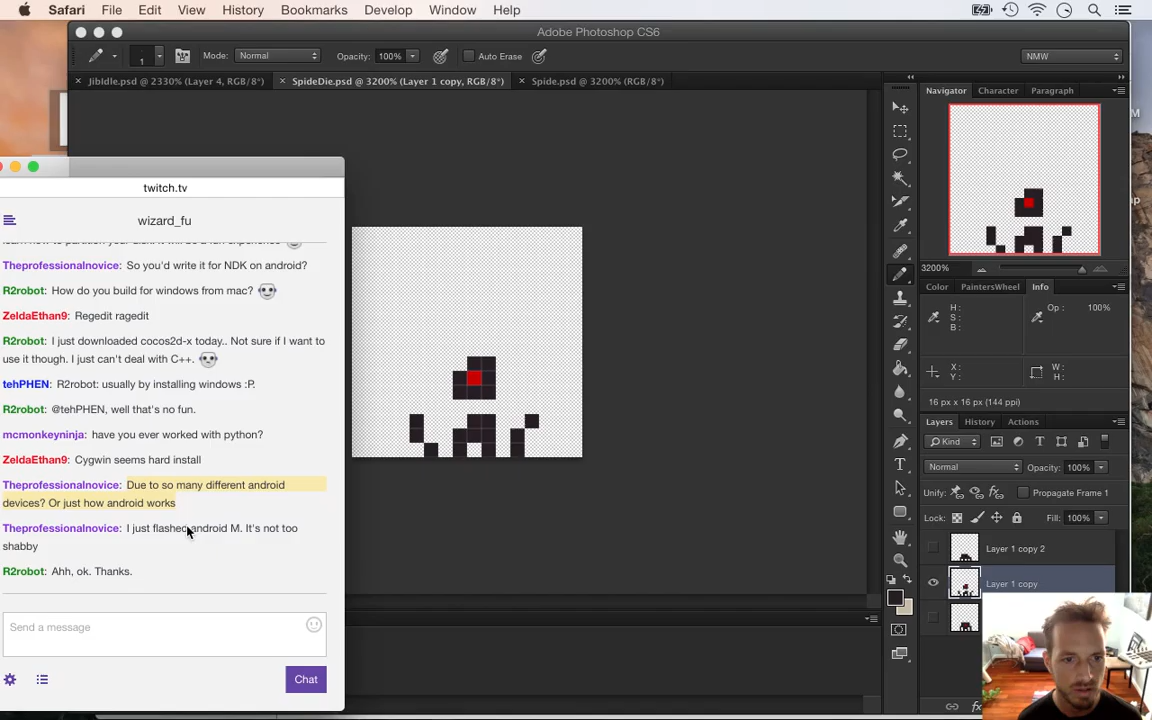 Safari File Edit View History Bookmarks Develop Window Help
Adobe Photoshop CS6
1 Mode: Normal Opacity: 100% Auto Erase NMW
× JibIdle.psd @ 2330% (Layer 4, RGB/8*) × SpideDie.psd @ 3200% (Layer 1 copy, RGB/8*) × Spide.psd @ 3200% (RGB/8*)
Navigator Character Paragraph
3200%
Color PaintersWheel Info
H: Op: 100%
S:
B:
X: W:
Y: H:
16 px x 16 px (144 ppi)
Layers History Actions
Kind
Normal Opacity: 100%
Unify: Propagate Frame 1
Lock: Fill: 100%
Layer 1 copy 2
Layer 1 copy
fx
twitch.tv
wizard_fu
Theprofessionalnovice: So you'd write it for NDK on android?
R2robot: How do you build for windows from mac?
ZeldaEthan9: Regedit ragedit
R2robot: I just downloaded cocos2d-x today.. Not sure if I want to
use it though. I just can't deal with C++.
tehPHEN: R2robot: usually by installing windows :P.
R2robot: @tehPHEN, well that's no fun.
mcmonkeyninja: have you ever worked with python?
ZeldaEthan9: Cygwin seems hard install
Theprofessionalnovice: Due to so many different android
devices? Or just how android works
Theprofessionalnovice: I just flashed android M. It's not too
shabby
R2robot: Ahh, ok. Thanks.
Send a message
Chat